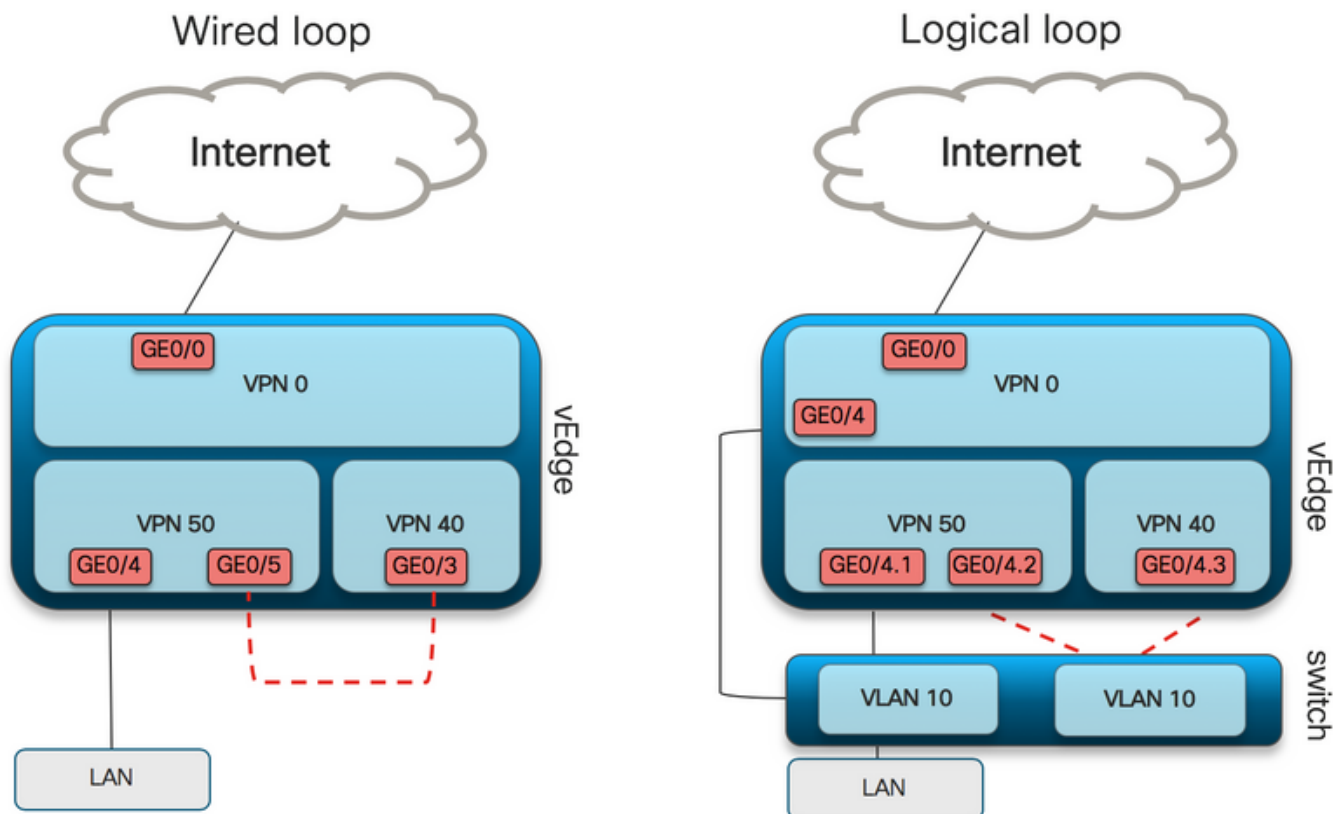 Wired loop
Internet
GE0/0
VPN 0
vEdge
VPN 50
VPN 40
GE0/4
GE0/5
GE0/3
LAN
Logical loop
Internet
GE0/0
VPN 0
GE0/4
vEdge
VPN 50
VPN 40
GE0/4.1
GE0/4.2
GE0/4.3
VLAN 10
VLAN 10
switch
LAN